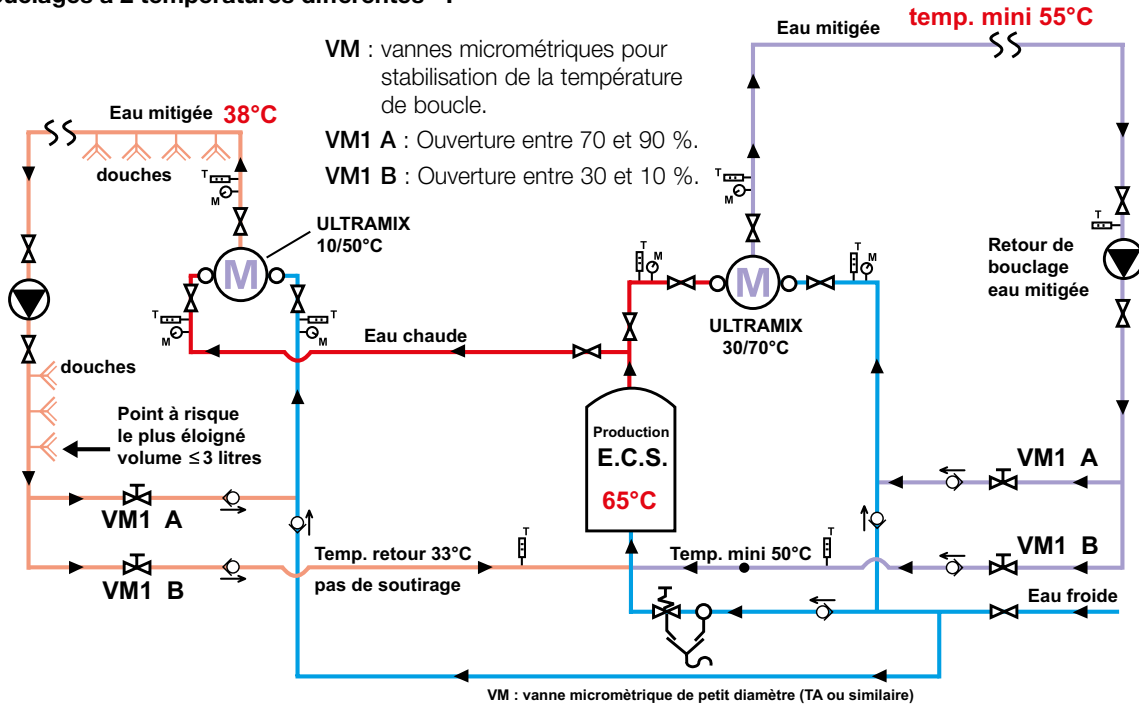 ouclages à 2 températures différentes
VM : vannes micrométriques pour
stabilisation de la température
de boucle.
VM1 A : Ouverture entre 70 et 90 %.
VM1 B : Ouverture entre 30 et 10 %.
Eau mitigée
temp. mini 55°C
Eau mitigée 38°C
douches
T
M
ULTRAMIX
10/50°C
T
M
T
M
T
M
T
M
T
M
ULTRAMIX
30/70°C
T
Retour de
bouclage
eau mitigée
Eau chaude
douches
Point à risque
le plus éloigné
volume ≤ 3 litres
Production
E.C.S.
65°C
VM1 A
VM1 A
VM1 B
VM1 B
Temp. retour 33°C
pas de soutirage
T
Temp. mini 50°C
T
Eau froide
VM : vanne micromètrique de petit diamètre (TA ou similaire)